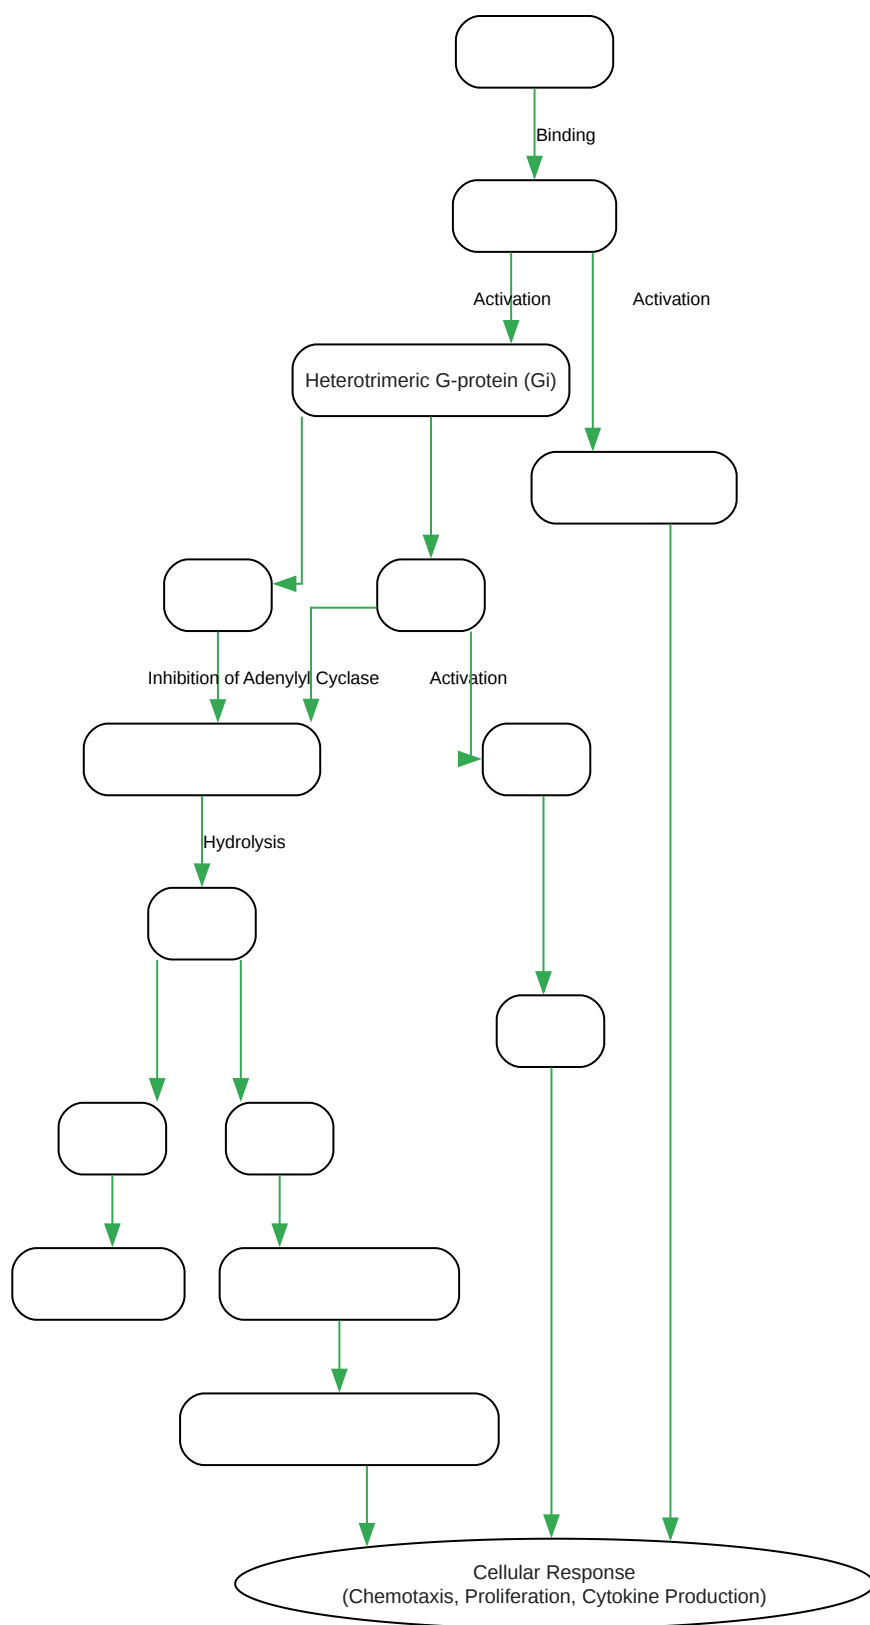 Binding
Activation
Activation
Heterotrimeric G-protein (Gi)
Inhibition of Adenylyl Cyclase
Activation
Hydrolysis
Cellular Response
(Chemotaxis, Proliferation, Cytokine Production)